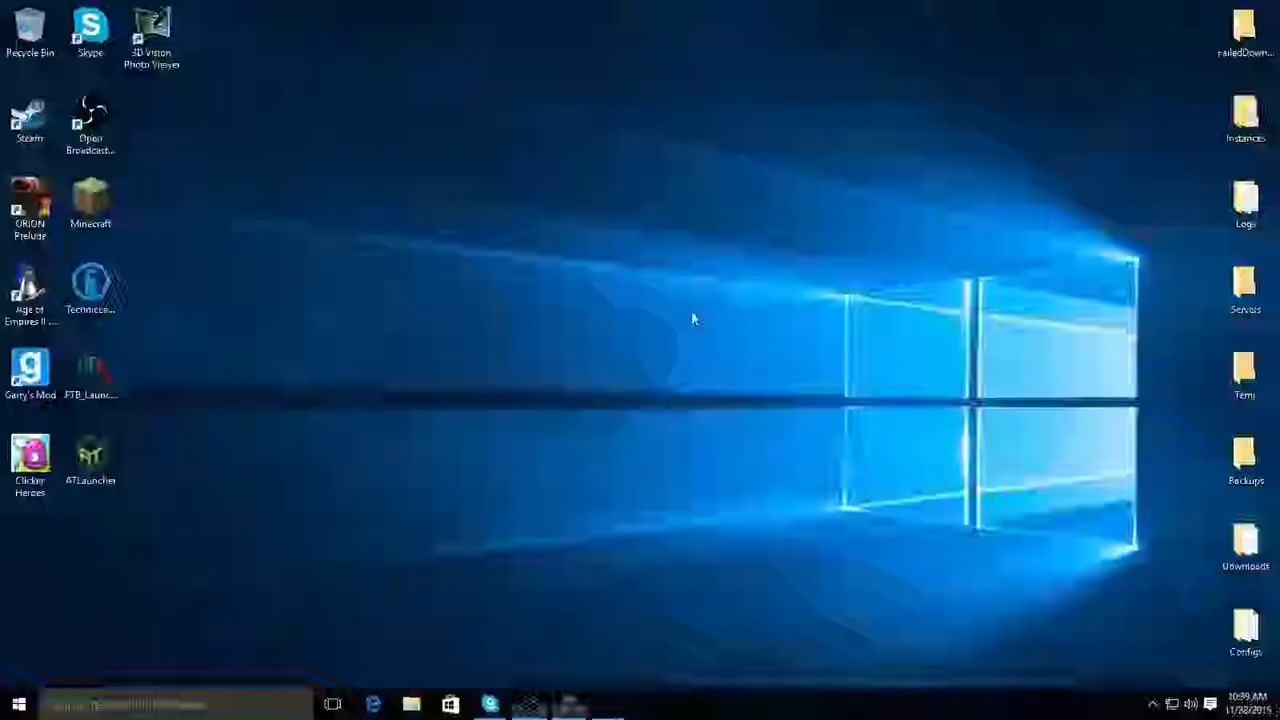 Recycle Bin
Skype
3D Vision
Photo Viewer
Steam
Open
Broadcast...
ORION
Prelude
Minecraft
Age of
Empires II ...
Technicca...
Garry's Mod
FTB_Launc...
Clicker
Heroes
ATLauncher
FailedDown...
Instances
Logs
Servers
Temp
Backups
Downloads
Configs
10:39 AM
11/28/2015